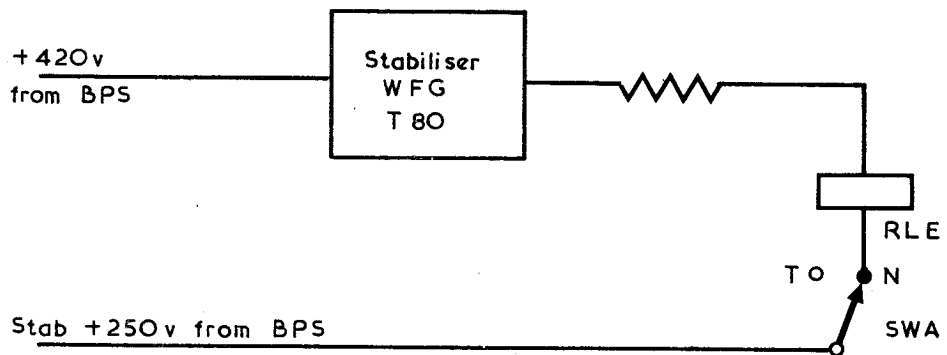 +420v
from BPS
Stabiliser
WFG
T 80
RLE
TO N
SWA
Stab +250v from BPS